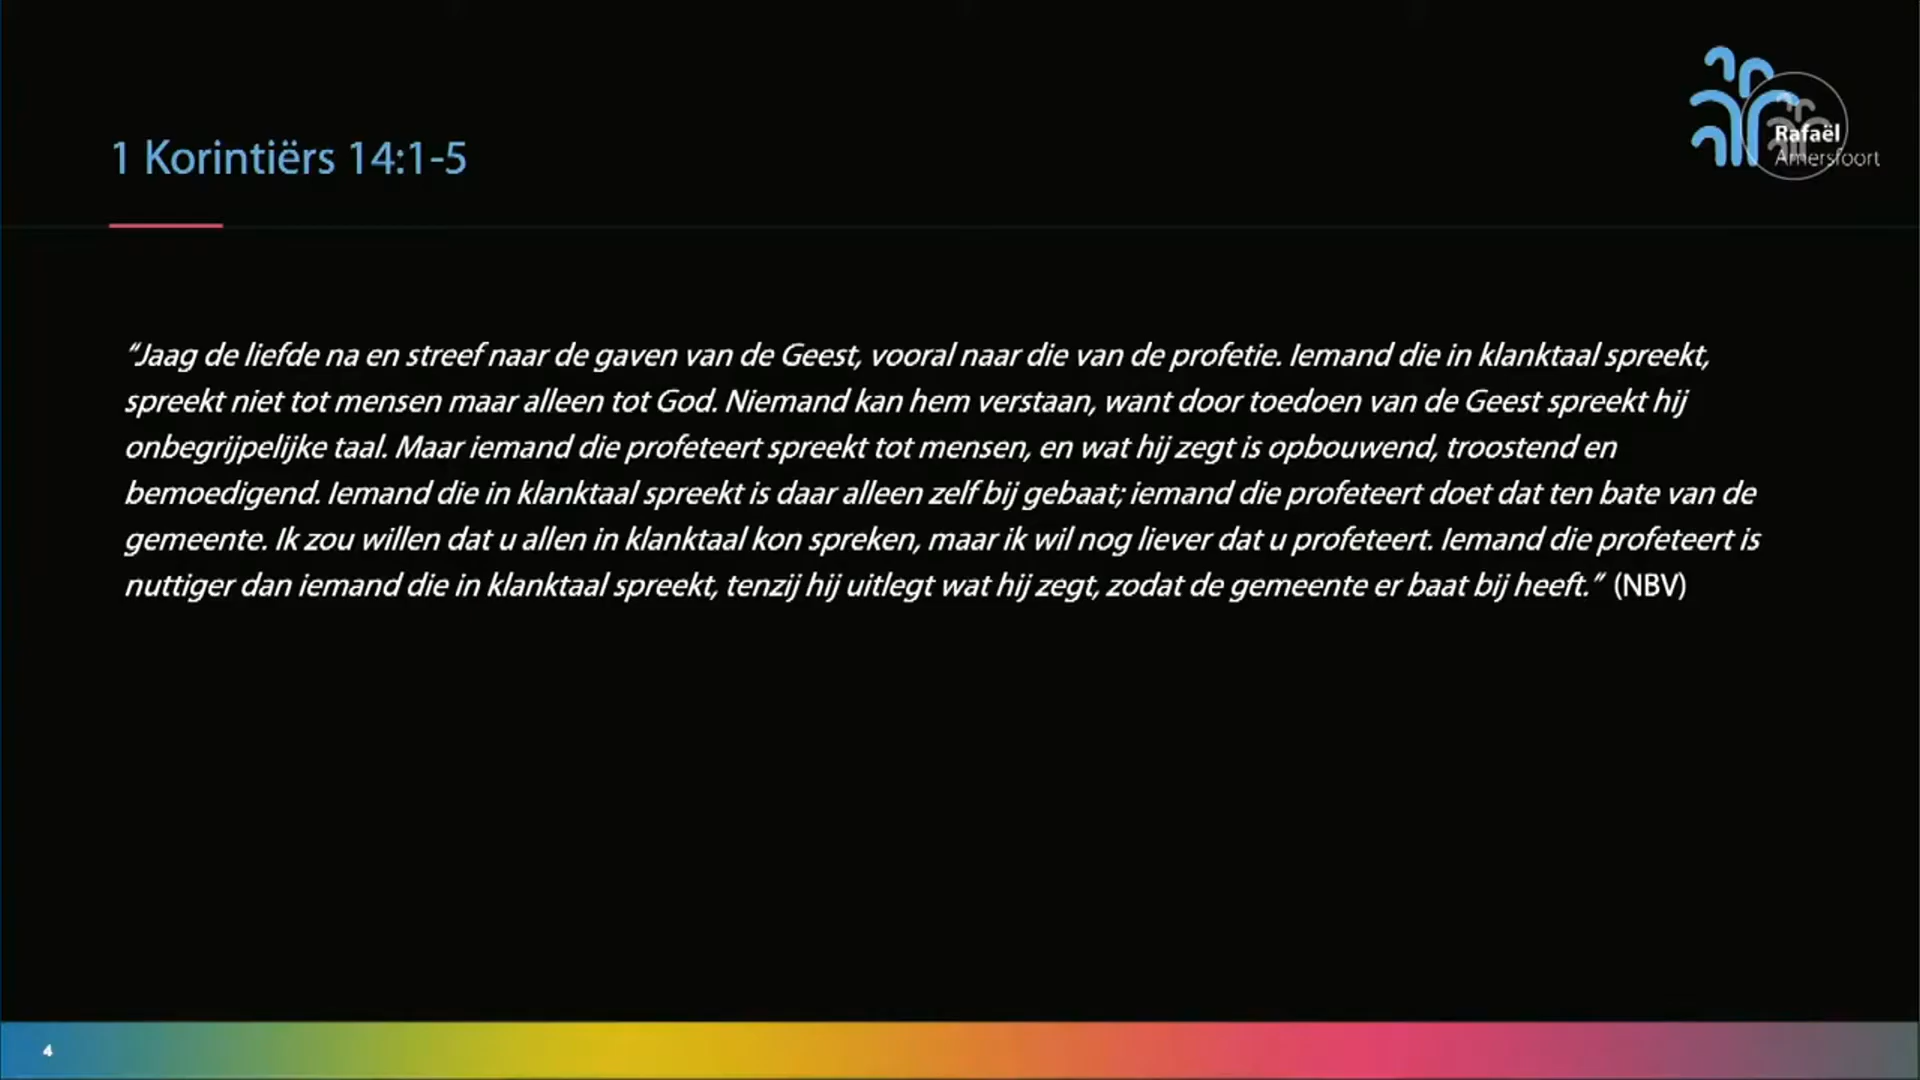 1 Korintiërs 14:1-5
Rafaël
Amersfoort
“Jaag de liefde na en streef naar de gaven van de Geest, vooral naar die van de profetie. Iemand die in klanktaal spreekt,
spreekt niet tot mensen maar alleen tot God. Niemand kan hem verstaan, want door toedoen van de Geest spreekt hij
onbegrijpelijke taal. Maar iemand die profeteert spreekt tot mensen, en wat hij zegt is opbouwend, troostend en
bemoedigend. Iemand die in klanktaal spreekt is daar alleen zelf bij gebaat; iemand die profeteert doet dat ten bate van de
gemeente. Ik zou willen dat u allen in klanktaal kon spreken, maar ik wil nog liever dat u profeteert. Iemand die profeteert is
nuttiger dan iemand die in klanktaal spreekt, tenzij hij uitlegt wat hij zegt, zodat de gemeente er baat bij heeft.” (NBV)
4